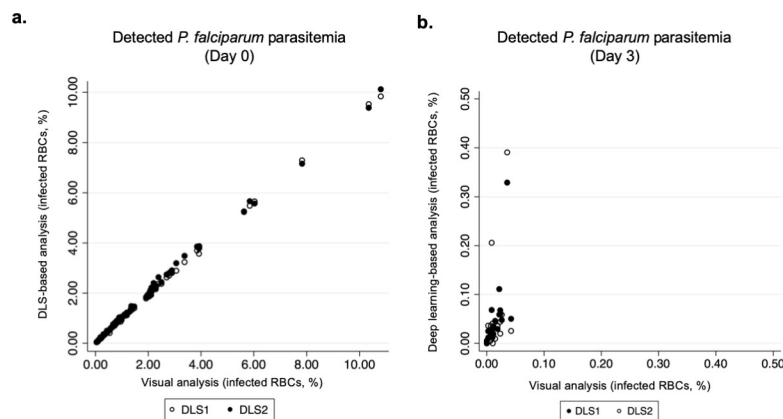 a.
Detected P. falciparum parasitemia
(Day 0)
DLS-based analysis (infected RBCs, %)
10.00
8.00
6.00
4.00
2.00
0.00
0.00 2.00 4.00 6.00 8.00 10.00
Visual analysis (infected RBCs, %)
DLS1 DLS2
b.
Detected P. falciparum parasitemia
(Day 3)
Deep learning-based analysis (infected RBCs, %)
0.50
0.40
0.30
0.20
0.10
0.00
0.00 0.10 0.20 0.30 0.40 0.50
Visual analysis (infected RBCs, %)
DLS1 DLS2